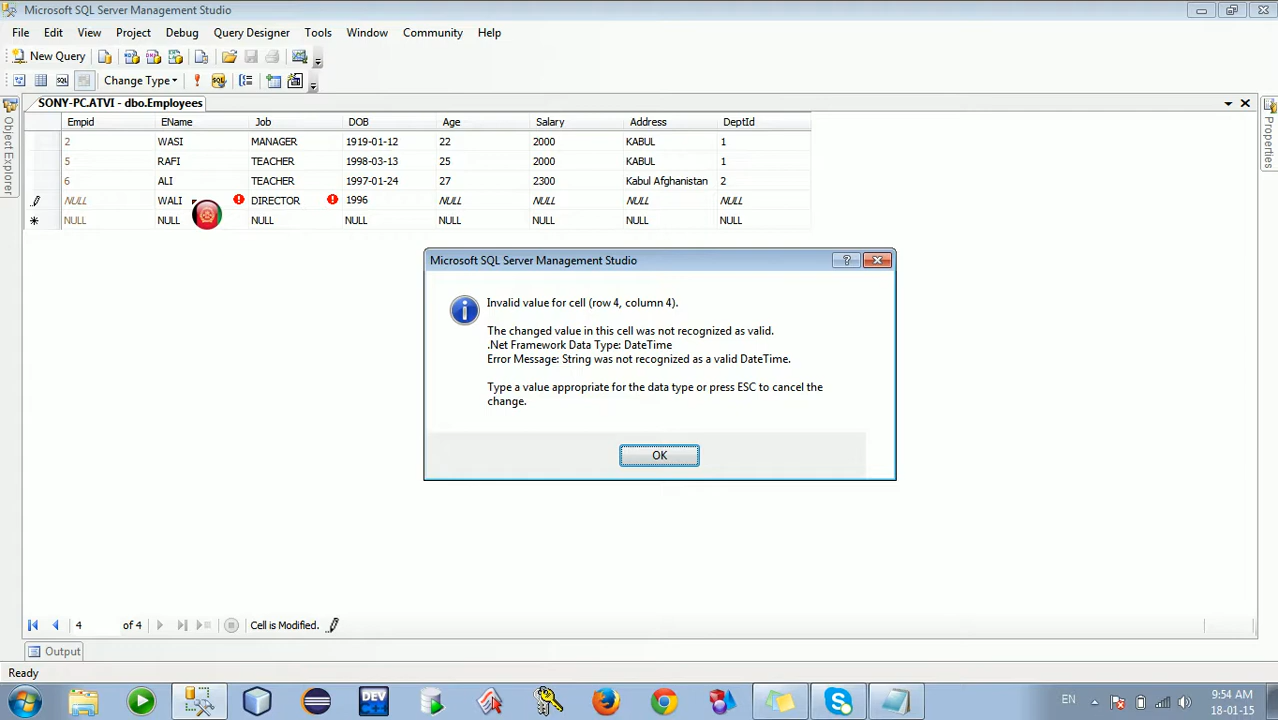 Microsoft SQL Server Management Studio
File Edit View Project Debug Query Designer Tools Window Community Help
New Query
Change Type
SONY-PC.ATVI - dbo.Employees
Object Explorer
Properties
Empid EName Job DOB Age Salary Address DeptId
2 WASI MANAGER 1919-01-12 22 2000 KABUL 1
5 RAFI TEACHER 1998-03-13 25 2000 KABUL 1
6 ALI TEACHER 1997-01-24 27 2300 Kabul Afghanistan 2
NULL WALI DIRECTOR 1996 NULL NULL NULL NULL
NULL NULL NULL NULL NULL NULL NULL NULL
Microsoft SQL Server Management Studio
Invalid value for cell (row 4, column 4).
The changed value in this cell was not recognized as valid.
.Net Framework Data Type: DateTime
Error Message: String was not recognized as a valid DateTime.
Type a value appropriate for the data type or press ESC to cancel the
change.
OK
4 of 4 Cell is Modified.
Output
Ready
DEV
EN
9:54 AM
18-01-15